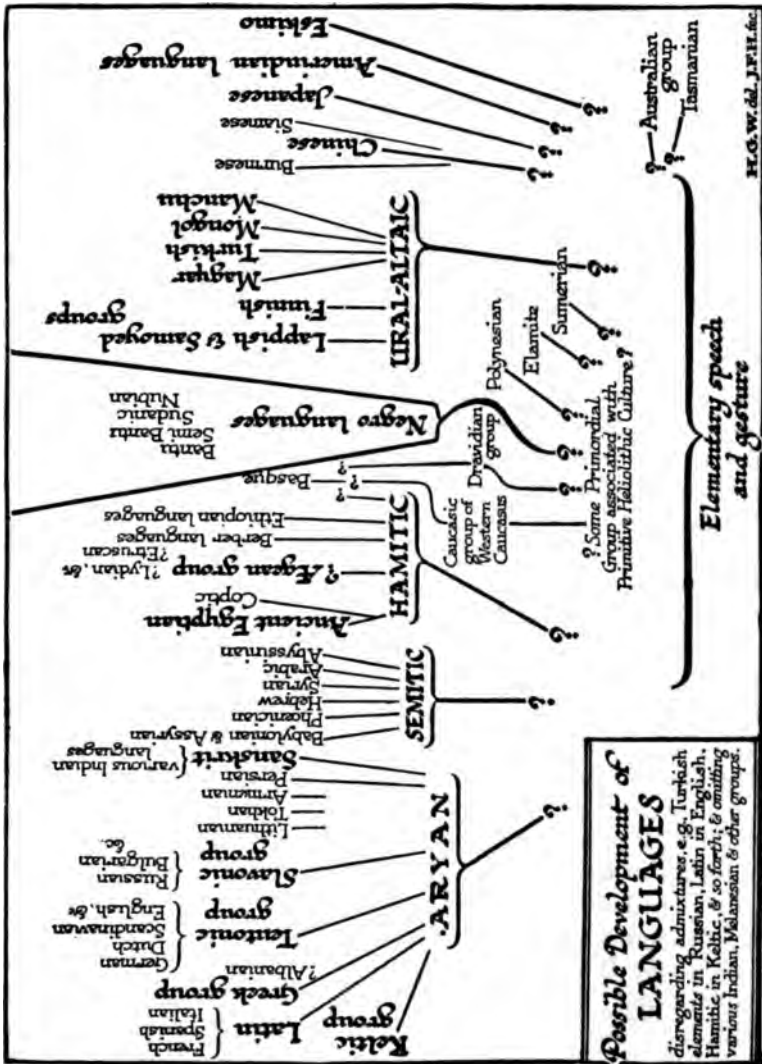 Possible Development of
LANGUAGES
disregarding admixtures, e.g. Turkish
elements in Russian, Latin in English,
Hamitic in Keltic, & so forth; & omitting
various Indian, Melanesian & other groups.
French
Spanish
Italian
Latin
Keltic
group
Greek group
?Albanian
German
Dutch
Scandinavian
English, &c
Teutonic
group
Russian
Bulgarian
&c.
Slavonic
group
Lithuanian
Tokhan
Armenian
Persian
various Indian
languages
Sanskrit
ARYAN
?
Babylonian & Assyrian
Phœnician
Hebrew
Syrian
Arabic
Abyssinian
SEMITIC
?
Ancient Egyptian
Coptic
?Lydian, &c
?Etruscan
?Ægean group
Berber languages
Ethiopian languages
?
HAMITIC
?
Basque
?
?
Caucasic
group of
Western
Caucasus
Dravidian
group
?
Bantu
Semi Bantu
Sudanic
Nubian
Negro languages
?
Polynesian
?
Elamite
?
Sumerian
?
? Some Primordial
Group associated with
Primitive Heliolithic Culture ?
Lappish & Samoyed
Finnish
groups
Magyar
Turkish
Mongol
Manchu
URAL-ALTAIC
?
Burmese
Chinese
Siamese
?
Japanese
?
Amerindian languages
?
Eskimo
?
Australian
group
?
Tasmanian
?
Elementary speech
and gesture
H.G.W. dd. J.F.H. fec.